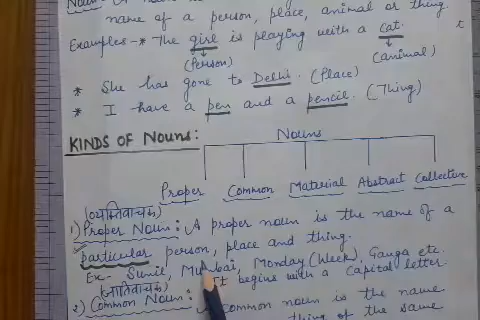 Noun:
name of a person, place, animal or thing.
Examples-* The girl is playing with a cat.
(Person) (animal)
* She has gone to Delhi. (Place)
* I have a pen and a pencil. (Thing)
KINDS OF NOUNS:
Nouns
Proper Common Material Abstract Collective
(व्यक्तिवाचक)
1) Proper Noun: A proper noun is the name of a
particular person, place and thing.
Ex- Sunil, Mumbai, Monday (Week), Ganga etc.
(जातिवाचक) It begins with a capital letter.
2) Common Noun: A common noun is the name
thing of the same